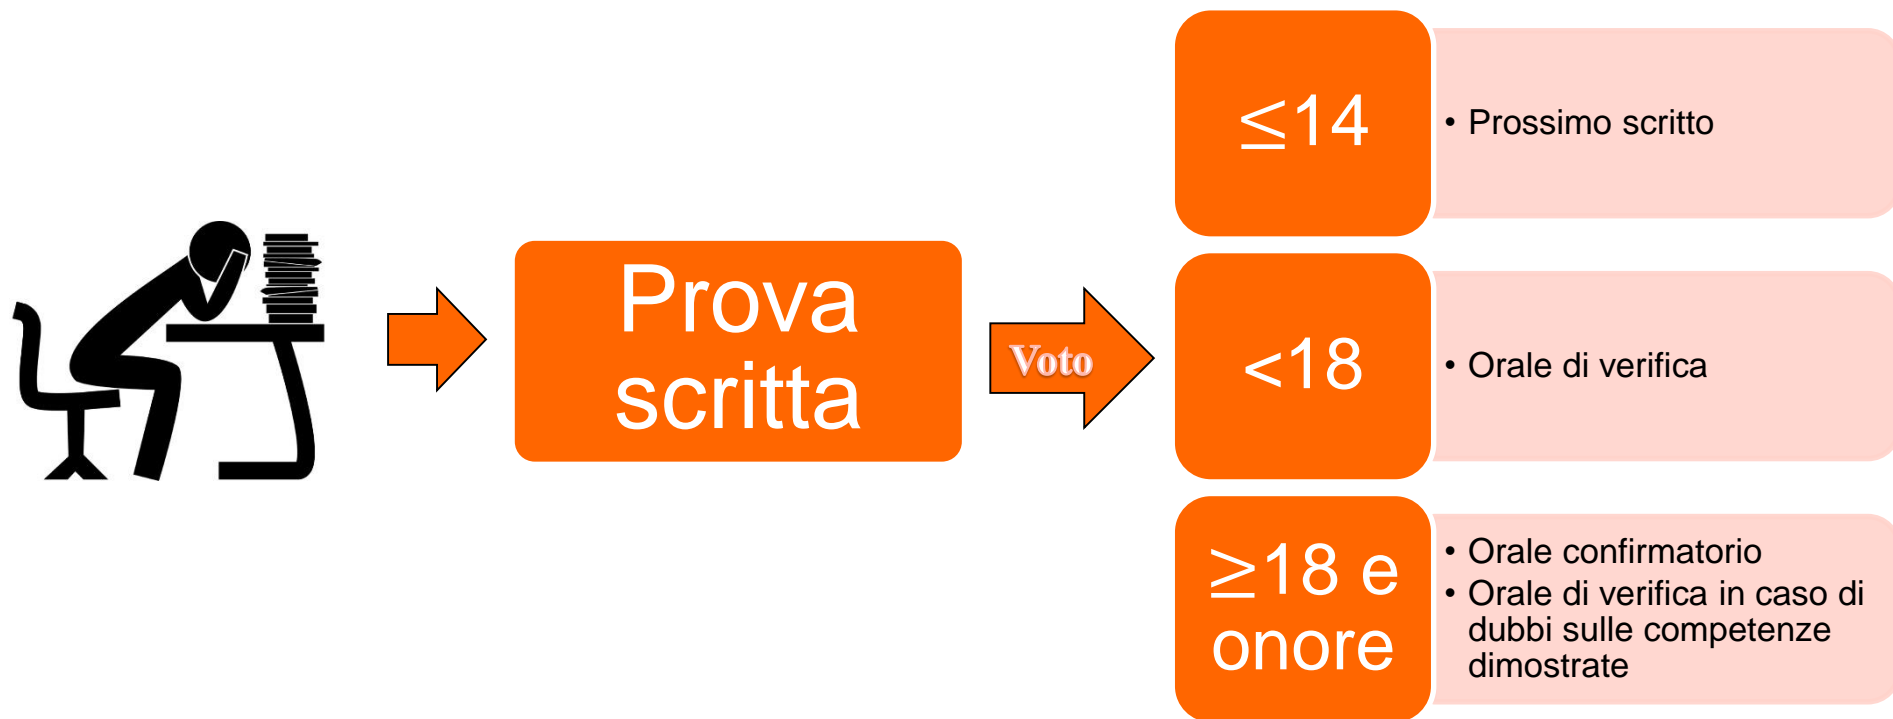 Prova
scritta
Voto
≤14
• Prossimo scritto
<18
• Orale di verifica
≥18 e
onore
• Orale confirmatorio
• Orale di verifica in caso di
dubbi sulle competenze
dimostrate